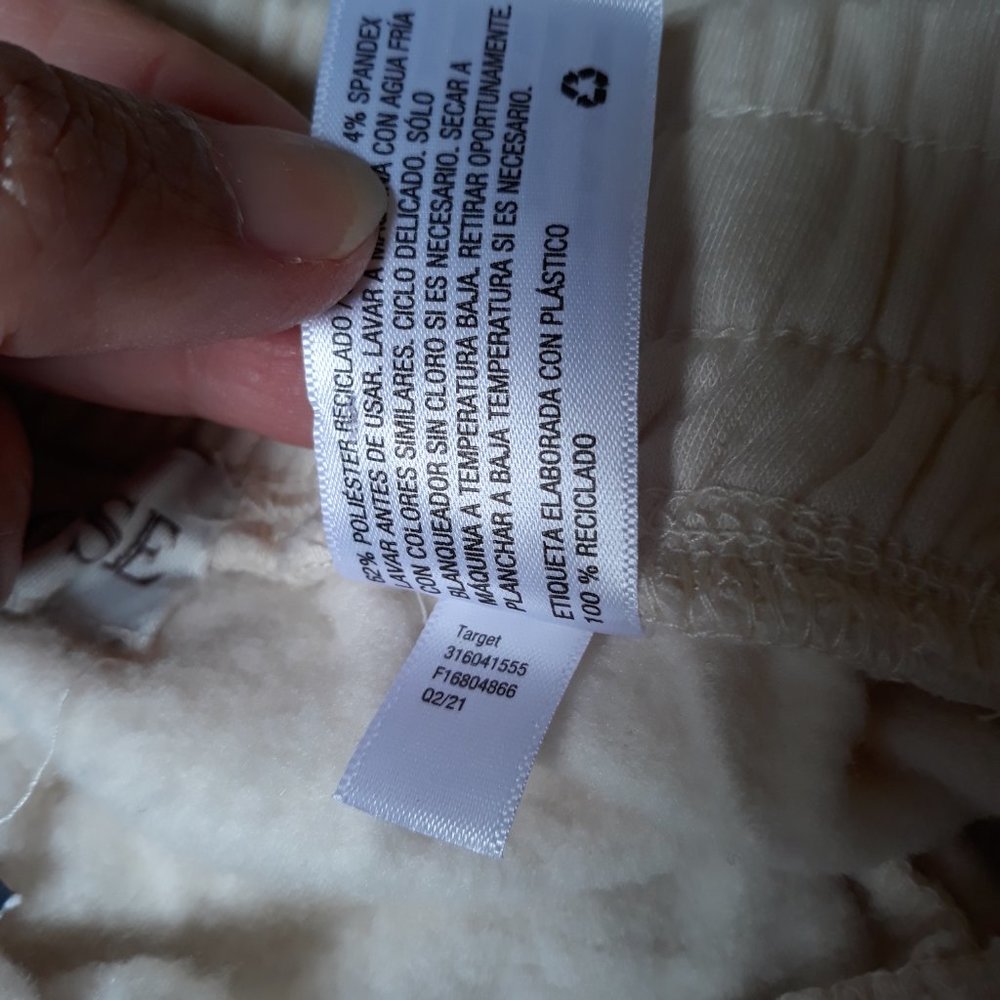 62% POLIÉSTER RECICLADO 4% SPANDEX
LAVAR ANTES DE USAR. LAVAR A CON AGUA FRÍA
CON COLORES SIMILARES. CICLO DELICADO. SÓLO
BLANQUEADOR SIN CLORO SI ES NECESARIO. SECAR A
MÁQUINA A TEMPERATURA BAJA. RETIRAR OPORTUNAMENTE.
PLANCHAR A BAJA TEMPERATURA SI ES NECESARIO.
ETIQUETA ELABORADA CON PLÁSTICO
100 % RECICLADO
Target
316041555
F16804866
Q2/21